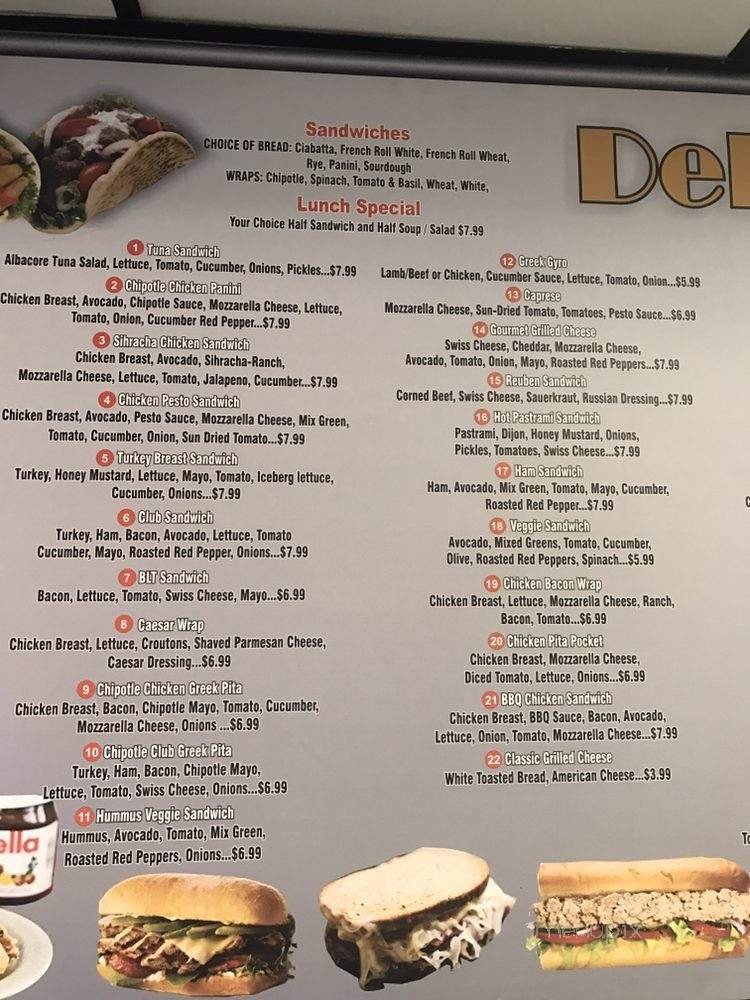 Sandwiches
CHOICE OF BREAD: Ciabatta, French Roll White, French Roll Wheat,
Rye, Panini, Sourdough
WRAPS: Chipotle, Spinach, Tomato & Basil, Wheat, White,
Lunch Special
Your Choice Half Sandwich and Half Soup / Salad $7.99
Del
1 Tuna Sandwich
Albacore Tuna Salad, Lettuce, Tomato, Cucumber, Onions, Pickles...$7.99
2 Chipotle Chicken Panini
Chicken Breast, Avocado, Chipotle Sauce, Mozzarella Cheese, Lettuce,
Tomato, Onion, Cucumber Red Pepper...$7.99
3 Sihracha Chicken Sandwich
Chicken Breast, Avocado, Sihracha-Ranch,
Mozzarella Cheese, Lettuce, Tomato, Jalapeno, Cucumber...$7.99
4 Chicken Pesto Sandwich
Chicken Breast, Avocado, Pesto Sauce, Mozzarella Cheese, Mix Green,
Tomato, Cucumber, Onion, Sun Dried Tomato...$7.99
5 Turkey Breast Sandwich
Turkey, Honey Mustard, Lettuce, Mayo, Tomato, Iceberg lettuce,
Cucumber, Onions...$7.99
6 Club Sandwich
Turkey, Ham, Bacon, Avocado, Lettuce, Tomato
Cucumber, Mayo, Roasted Red Pepper, Onions...$7.99
7 BLT Sandwich
Bacon, Lettuce, Tomato, Swiss Cheese, Mayo...$6.99
8 Caesar Wrap
Chicken Breast, Lettuce, Croutons, Shaved Parmesan Cheese,
Caesar Dressing...$6.99
9 Chipotle Chicken Greek Pita
Chicken Breast, Bacon, Chipotle Mayo, Tomato, Cucumber,
Mozzarella Cheese, Onions ...$6.99
10 Chipotle Club Greek Pita
Turkey, Ham, Bacon, Chipotle Mayo,
Lettuce, Tomato, Swiss Cheese, Onions...$6.99
11 Hummus Veggie Sandwich
Hummus, Avocado, Tomato, Mix Green,
Roasted Red Peppers, Onions...$6.99
12 Greek Gyro
Lamb/Beef or Chicken, Cucumber Sauce, Lettuce, Tomato, Onion...$5.99
13 Caprese
Mozzarella Cheese, Sun-Dried Tomato, Tomatoes, Pesto Sauce...$6.99
14 Gourmet Grilled Cheese
Swiss Cheese, Cheddar, Mozzarella Cheese,
Avocado, Tomato, Onion, Mayo, Roasted Red Peppers...$7.99
15 Reuben Sandwich
Corned Beef, Swiss Cheese, Sauerkraut, Russian Dressing...$7.99
16 Hot Pastrami Sandwich
Pastrami, Dijon, Honey Mustard, Onions,
Pickles, Tomatoes, Swiss Cheese...$7.99
17 Ham Sandwich
Ham, Avocado, Mix Green, Tomato, Mayo, Cucumber,
Roasted Red Pepper...$7.99
18 Veggie Sandwich
Avocado, Mixed Greens, Tomato, Cucumber,
Olive, Roasted Red Peppers, Spinach...$5.99
19 Chicken Bacon Wrap
Chicken Breast, Lettuce, Mozzarella Cheese, Ranch,
Bacon, Tomato...$6.99
20 Chicken Pita Pocket
Chicken Breast, Mozzarella Cheese,
Diced Tomato, Lettuce, Onions...$6.99
21 BBQ Chicken Sandwich
Chicken Breast, BBQ Sauce, Bacon, Avocado,
Lettuce, Onion, Tomato, Mozzarella Cheese...$7.99
22 Classic Grilled Cheese
White Toasted Bread, American Cheese...$3.99
ella